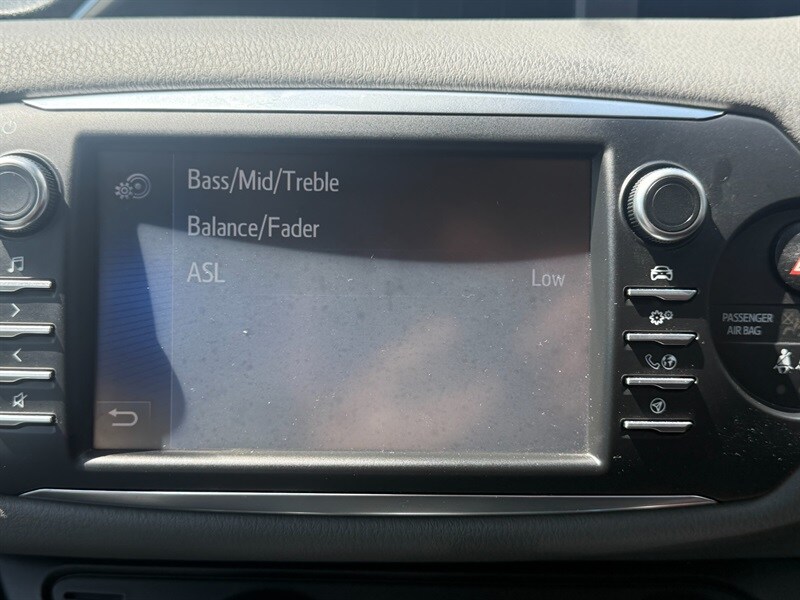 Bass/Mid/Treble
Balance/Fader
ASL Low
PASSENGER
AIR BAG